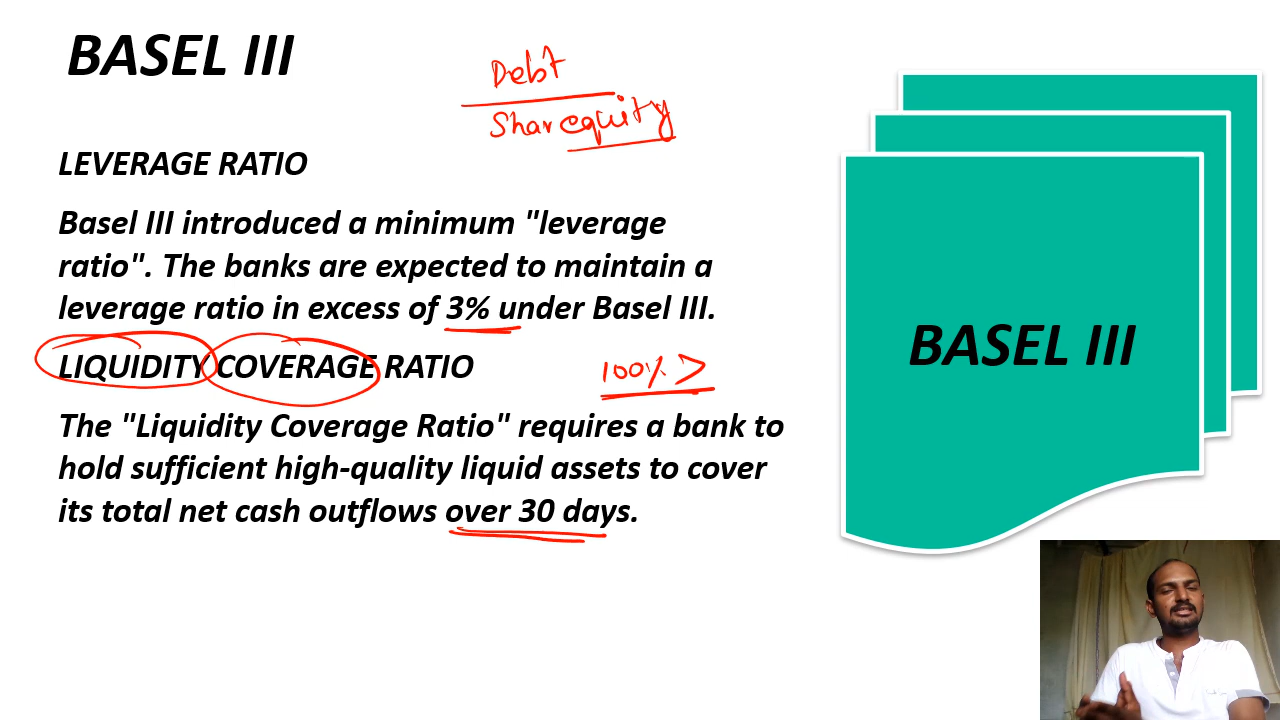 BASEL III
Debt
Sharequity
LEVERAGE RATIO
Basel III introduced a minimum "leverage
ratio". The banks are expected to maintain a
leverage ratio in excess of 3% under Basel III.
LIQUIDITY COVERAGE RATIO
100% >
The "Liquidity Coverage Ratio" requires a bank to
hold sufficient high-quality liquid assets to cover
its total net cash outflows over 30 days.
BASEL III